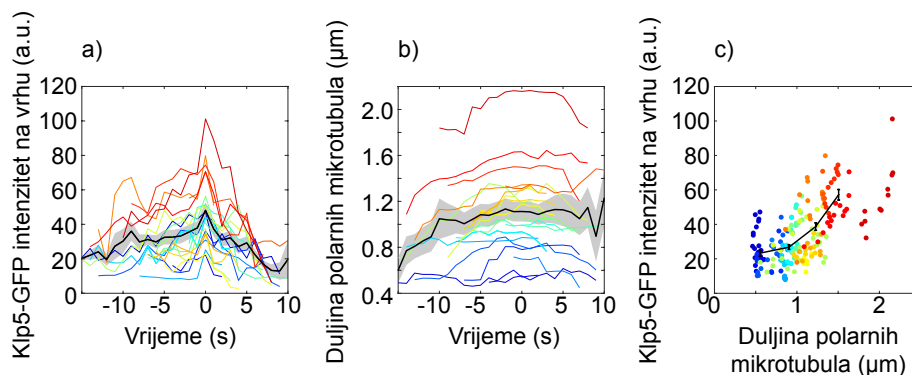 a)
Klp5-GFP intenzitet na vrhu (a.u.)
120
100
80
60
40
20
0
-10 -5 0 5 10
Vrijeme (s)
b)
Duljina polarnih mikrotubula (µm)
2.0
1.6
1.2
0.8
0.4
-10 -5 0 5 10
Vrijeme (s)
c)
Klp5-GFP intenzitet na vrhu (a.u.)
120
100
80
60
40
20
0
0 1 2
Duljina polarnih
mikrotubula (µm)